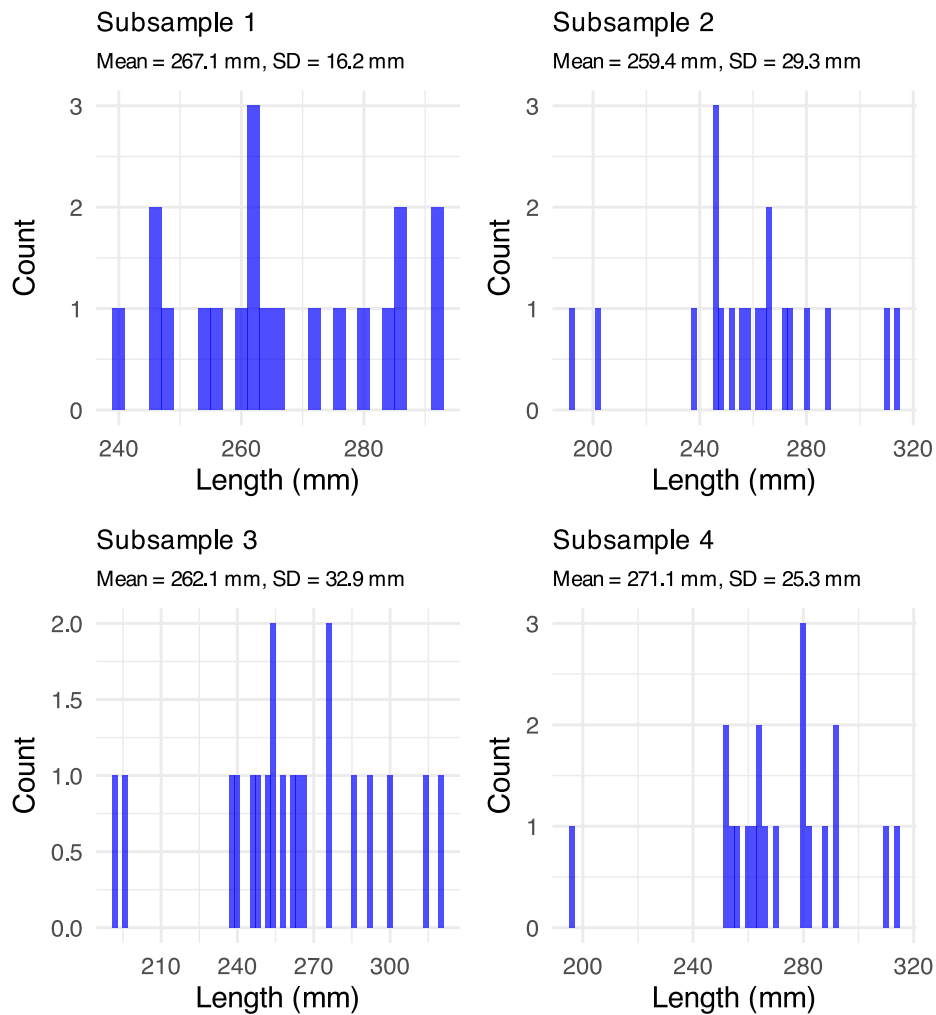 Subsample 1
Mean = 267.1 mm, SD = 16.2 mm
3
2
1
0
Count
240 260 280
Length (mm)
Subsample 2
Mean = 259.4 mm, SD = 29.3 mm
3
2
1
0
Count
200 240 280 320
Length (mm)
Subsample 3
Mean = 262.1 mm, SD = 32.9 mm
2.0
1.5
1.0
0.5
0.0
Count
210 240 270 300
Length (mm)
Subsample 4
Mean = 271.1 mm, SD = 25.3 mm
3
2
1
0
Count
200 240 280 320
Length (mm)